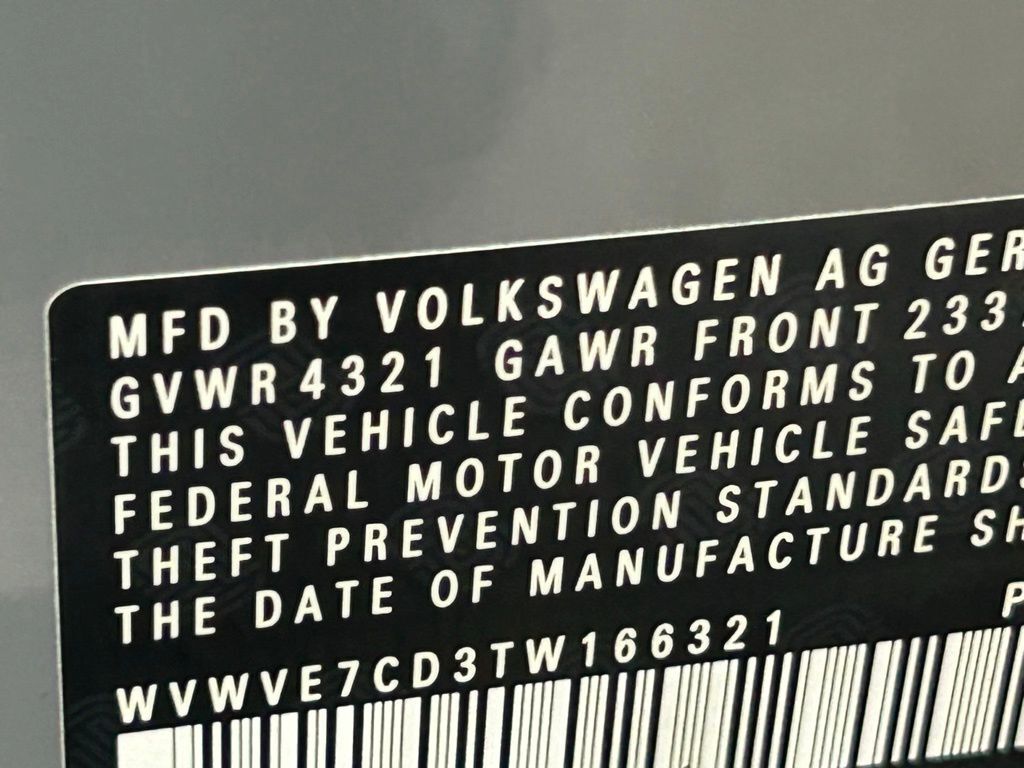 MFD BY VOLKSWAGEN AG GER
GVWR 4321 GAWR FRONT 233
THIS VEHICLE CONFORMS TO A
FEDERAL MOTOR VEHICLE SAFE
THEFT PREVENTION STANDARDS
THE DATE OF MANUFACTURE SH
WVWVE7CD3TW166321 P